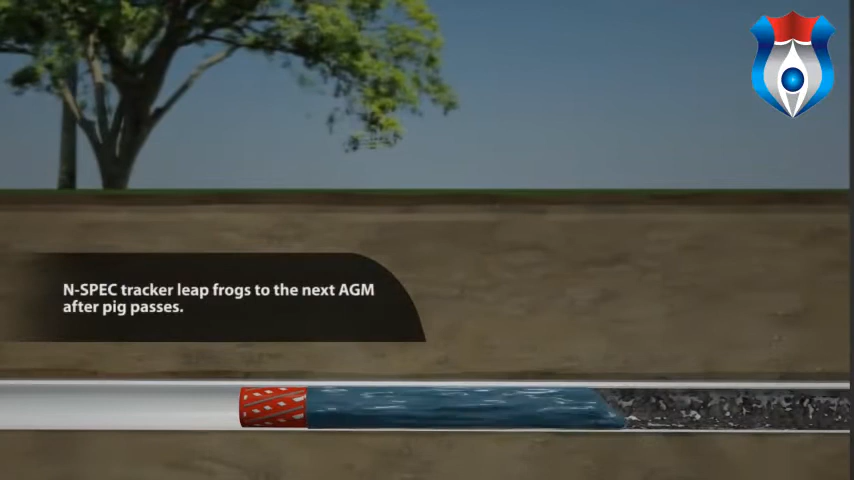 N-SPEC tracker leap frogs to the next AGM
after pig passes.